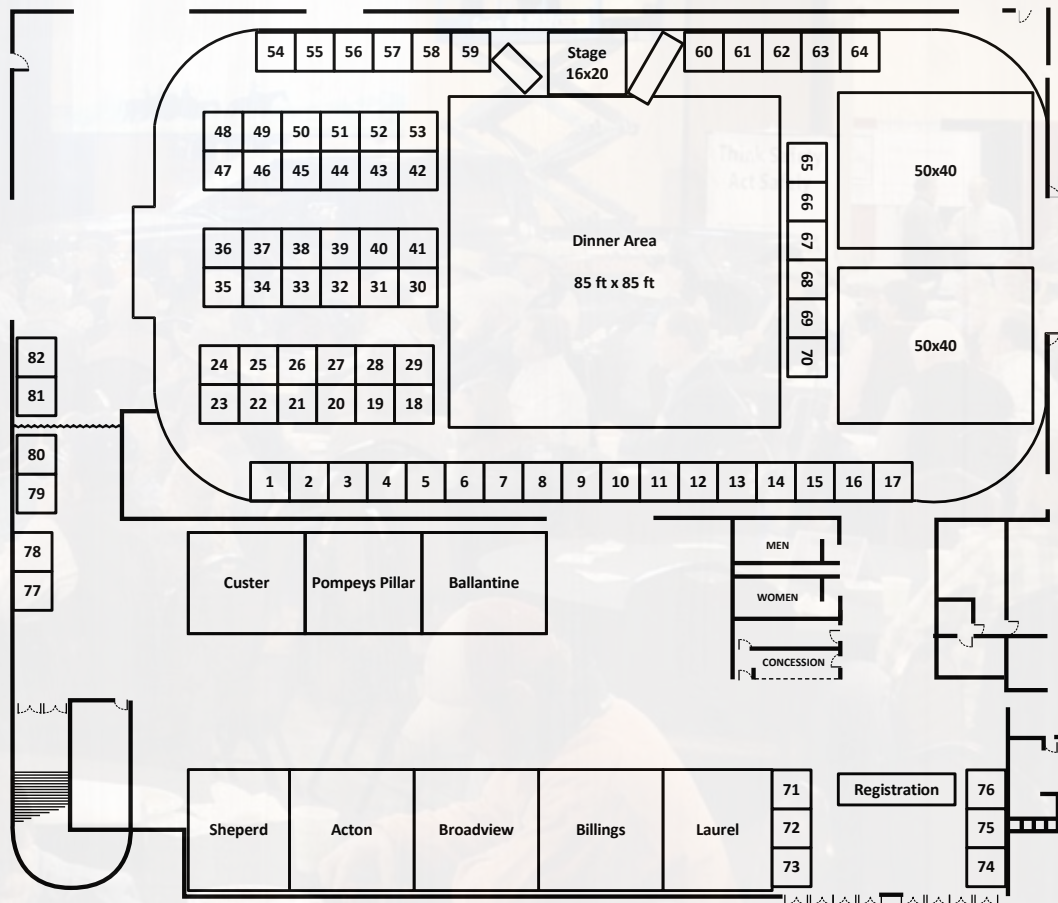 54 55 56 57 58 59
Stage
16x20
60 61 62 63 64
48 49 50 51 52 53
47 46 45 44 43 42
36 37 38 39 40 41
35 34 33 32 31 30
24 25 26 27 28 29
23 22 21 20 19 18
Dinner Area
85 ft x 85 ft
65
66
67
68
69
70
50x40
50x40
82
81
80
79
78
77
1 2 3 4 5 6 7 8 9 10 11 12 13 14 15 16 17
Custer Pompeys Pillar Ballantine
MEN
WOMEN
CONCESSION
Sheperd Acton Broadview Billings Laurel
71
72
73
Registration
76
75
74